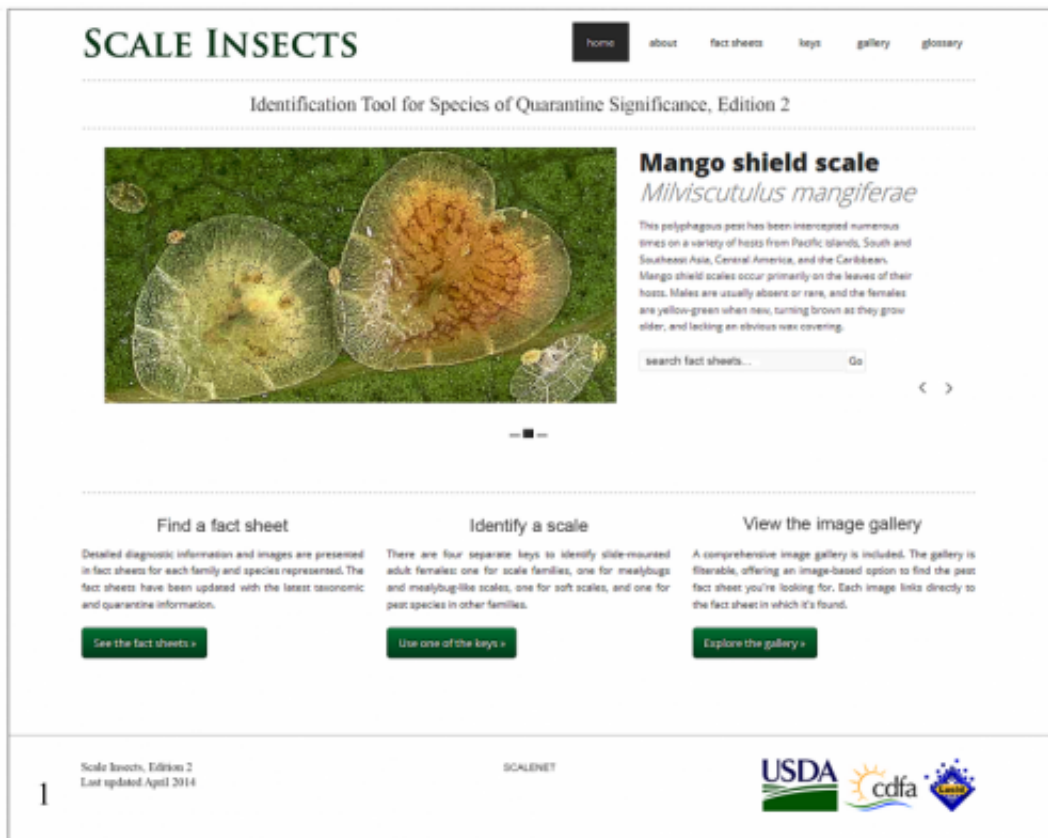 SCALE INSECTS
home about fact sheets keys gallery glossary
Identification Tool for Species of Quarantine Significance, Edition 2
Mango shield scale
Milviscutulus mangiferae
This polyphagous pest has been intercepted numerous
times on a variety of hosts from Pacific islands, South and
Southeast Asia, Central America, and the Caribbean.
Mango shield scales occur primarily on the leaves of their
hosts. Males are usually absent or rare, and the females
are yellow-green when new, turning brown as they grow
older, and lacking an obvious wax covering.
search fact sheets... Go
Find a fact sheet
Detailed diagnostic information and images are presented
in fact sheets for each family and species represented. The
fact sheets have been updated with the latest taxonomic
and quarantine information.
See the fact sheets »
Identify a scale
There are four separate keys to identify slide-mounted
adult females: one for scale families, one for mealybugs
and mealybug-like scales, one for soft scales, and one for
pest species in other families.
Use one of the keys »
View the image gallery
A comprehensive image gallery is included. The gallery is
filterable, offering an image-based option to find the pest
fact sheet you're looking for. Each image links directly to
the fact sheet in which it's found.
Explore the gallery »
1
Scale Insects, Edition 2
Last updated April 2014
SCALENET
USDA
cdfa
Lucid